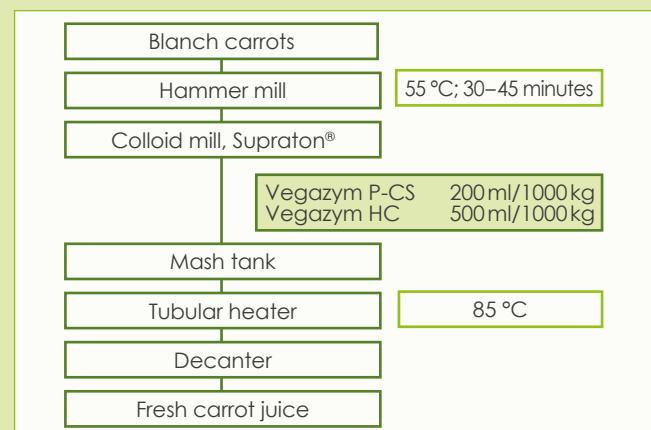 Blanch carrots
Hammer mill
55 °C; 30–45 minutes
Colloid mill, Supraton®
Vegazym P-CS 200 ml/1000 kg
Vegazym HC 500 ml/1000 kg
Mash tank
Tubular heater
85 °C
Decanter
Fresh carrot juice